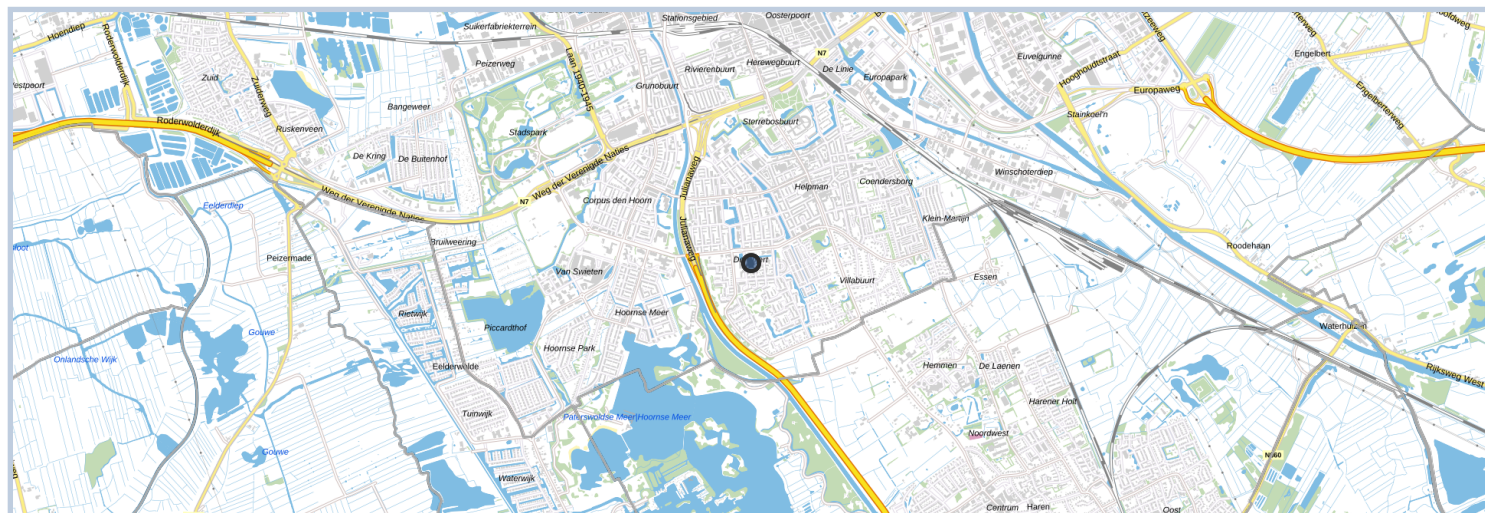 Stationsgebied
Oosterpoort
Suikerfabriekterrein
Hoendiep
Roderwolderdijk
Zuid
Zuiderweg
Peizerweg
Laan 1940-1945
Rivierenbuurt
Herewegbuurt
N7
De Linie
Europapark
Euvelgunne
Hooghoudtstraat
Engelbert
Engelberterweg
Grunobuurt
Bangeweer
Europaweg
Stainkoel'n
Roderwolderdijk
Ruskenveen
Stadspark
Sterrebosbuurt
De Kring
De Buitenhof
Weg der Verenigde Naties
Julianaweg
Helpman
Coendersborg
Winschoterdiep
Weg der Verenigde Naties
N7
Corpus den Hoorn
Eelderdiep
Julianaweg
Klein-Martijn
Bruilweering
Roodehaan
Peizermade
Van Swieten
Villabuurt
Essen
Rietwijk
Piccardthof
Hoornse Meer
Gouwe
Waterhuizen
Hoornse Park
Onlandsche Wijk
Eelderwolde
Hemmen
De Laenen
Rijksweg West
Harener Holt
Tuinwijk
Paterswoldse Meer|Hoornse Meer
Noordwest
Gouwe
N860
Waterwijk
Centrum
Haren
Oost